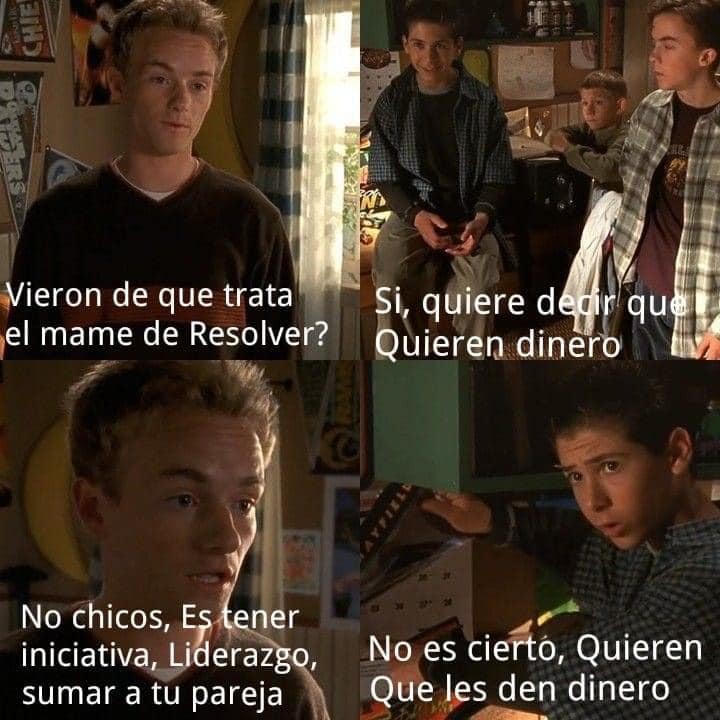 Vieron de que trata
el mame de Resolver?
Si, quiere decir que
Quieren dinero
No chicos, Es tener
iniciativa, Liderazgo,
sumar a tu pareja
No es cierto, Quieren
Que les den dinero